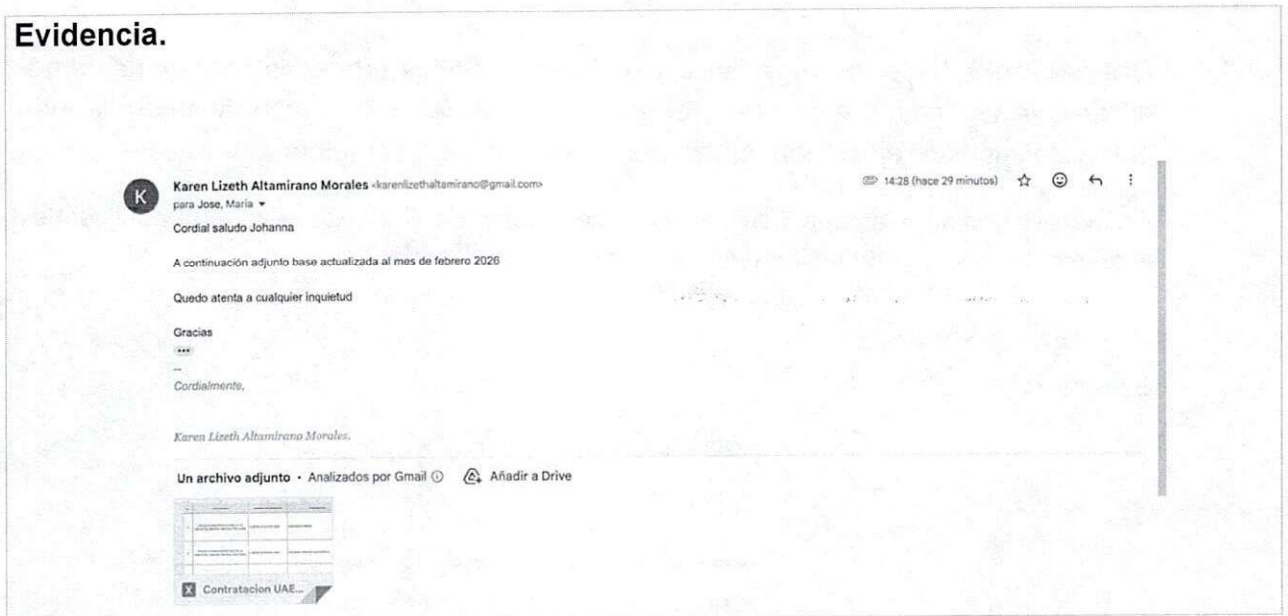 Evidencia.
K
Karen Lizeth Altamirano Morales <karenlizethaltamirano@gmail.com>
14:28 (hace 29 minutos)
para Jose, Maria
Cordial saludo Johanna
A continuación adjunto base actualizada al mes de febrero 2026
Quedo atenta a cualquier inquietud
Gracias
...
--
Cordialmente,
Karen Lizeth Altamirano Morales.
Un archivo adjunto • Analizados por Gmail
Añadir a Drive
X Contratacion UAE...